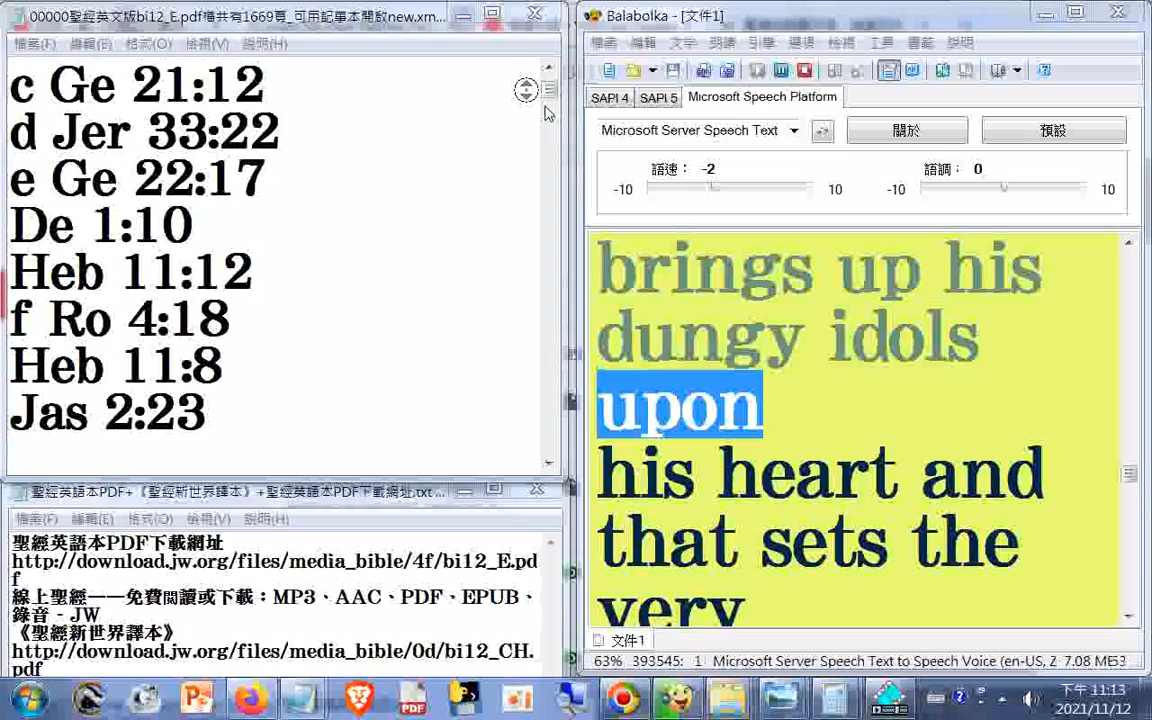 00000聖經英文版bi12_E.pdf檔共有1669頁_可用記事本開啟new.xm...
檔案(F) 編輯(E) 格式(O) 檢視(V) 說明(H)
c Ge 21:12
d Jer 33:22
e Ge 22:17
De 1:10
Heb 11:12
f Ro 4:18
Heb 11:8
Jas 2:23
聖經英語本PDF+《聖經新世界譯本》+聖經英語本PDF下載網址.txt ...
檔案(F) 編輯(E) 格式(O) 檢視(V) 說明(H)
聖經英語本PDF下載網址
http://download.jw.org/files/media_bible/4f/bi12_E.pd
f
線上聖經——免費閱讀或下載：MP3、AAC、PDF、EPUB、
錄音 - JW
《聖經新世界譯本》
http://download.jw.org/files/media_bible/0d/bi12_CH.
pdf
Balabolka - [文件1]
檔案 編輯 文字 朗讀 引擎 選項 檢視 工具 書籤 說明
SAPI 4 SAPI 5 Microsoft Speech Platform
Microsoft Server Speech Text 關於 預設
語速： -2 語調： 0
-10 10 -10 10
brings up his
dungy idols
upon
his heart and
that sets the
very
文件1
63% 393545: 1 Microsoft Server Speech Text to Speech Voice (en-US, Z 7.08 ME53
下午 11:13
2021/11/12